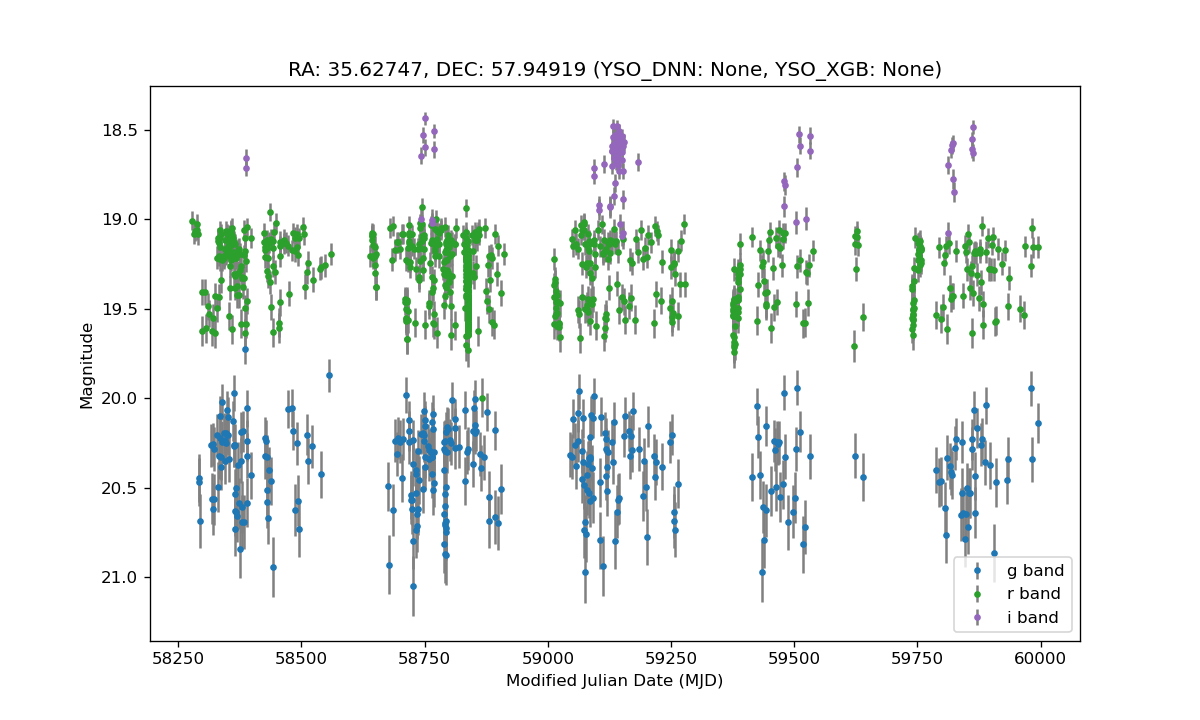 RA: 35.62747, DEC: 57.94919 (YSO_DNN: None, YSO_XGB: None)
Magnitude
18.5
19.0
19.5
20.0
20.5
21.0
g band
r band
i band
58250 58500 58750 59000 59250 59500 59750 60000
Modified Julian Date (MJD)